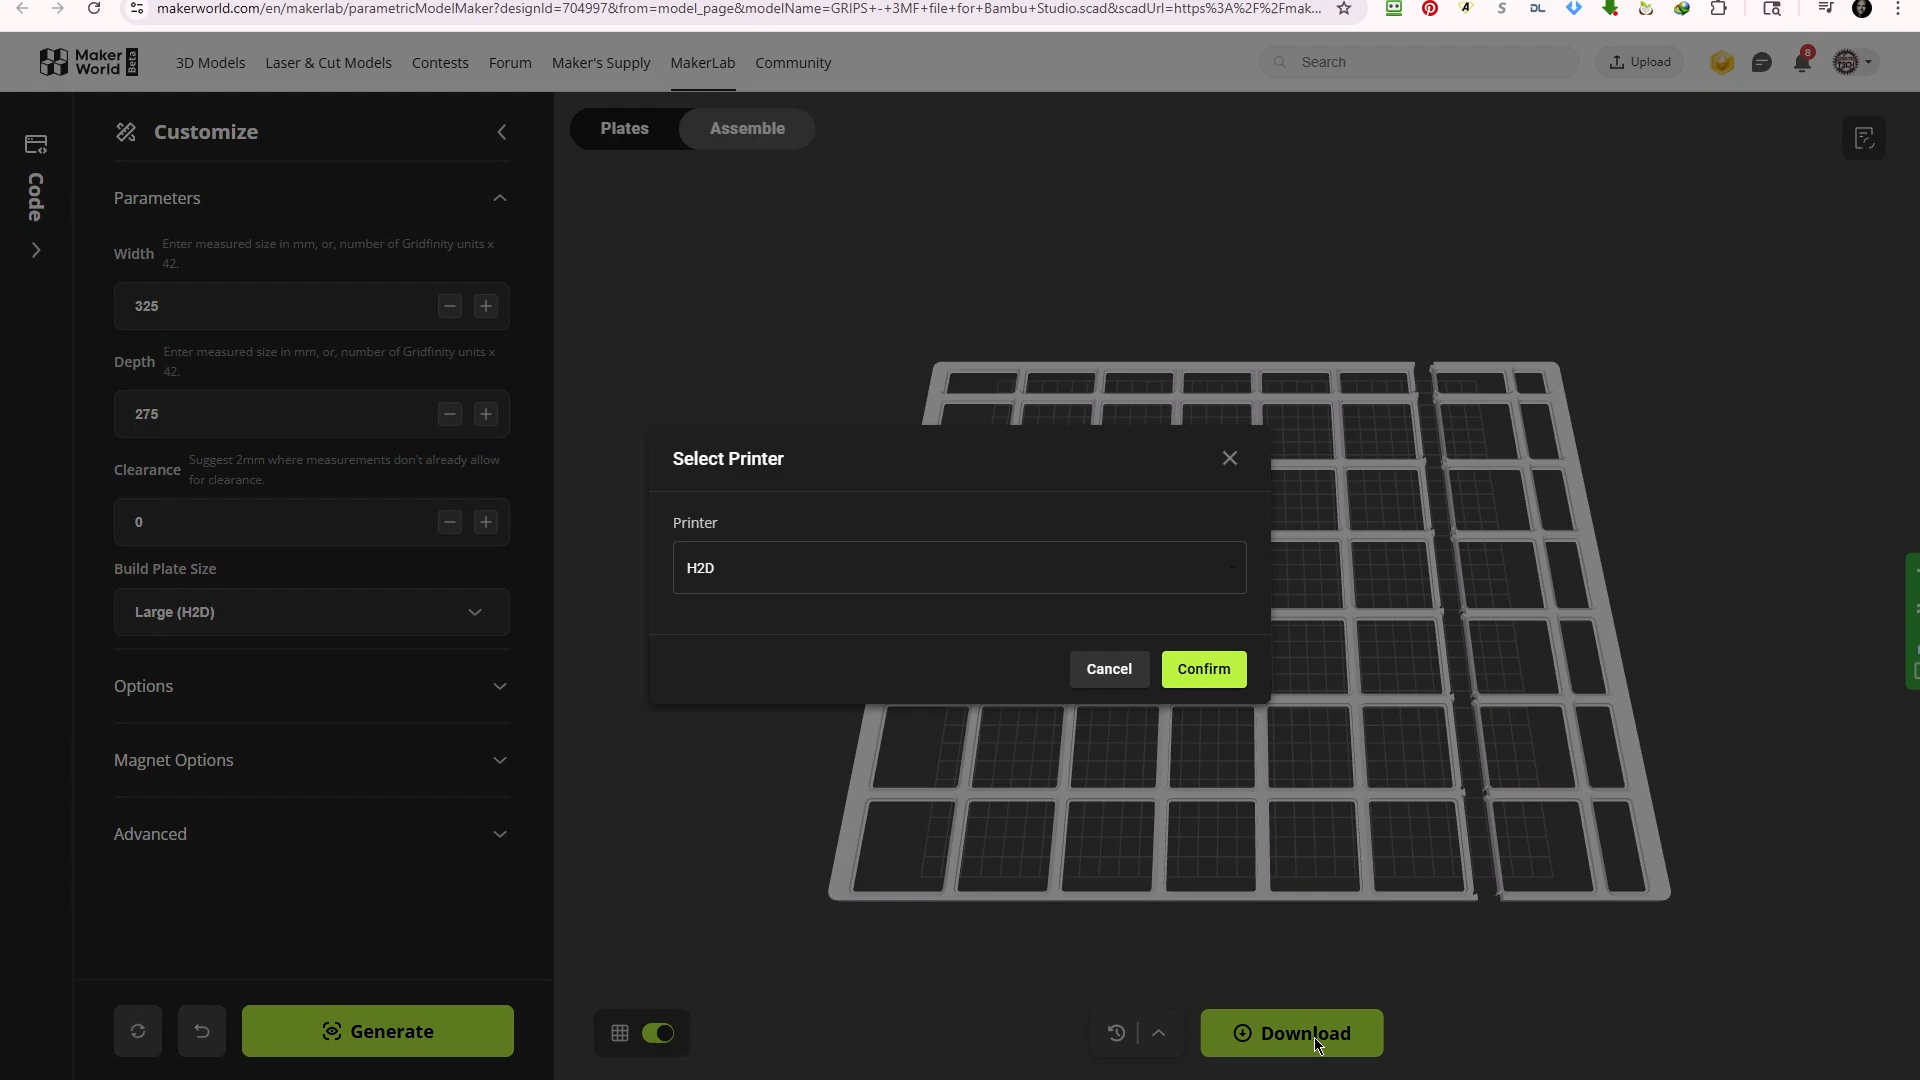 makerworld.com/en/makerlab/parametricModelMaker?designId=704997&from=model_page&modelName=GRIPS+-+3MF+file+for+Bambu+Studio.scad&scadUrl=https%3A%2F%2Fmak...
Maker World Beta
3D Models
Laser & Cut Models
Contests
Forum
Maker's Supply
MakerLab
Community
Search
Upload
8
Code
Customize
Parameters
Width
Enter measured size in mm, or, number of Gridfinity units x
42.
325
Depth
Enter measured size in mm, or, number of Gridfinity units x
42.
275
Clearance
Suggest 2mm where measurements don't already allow
for clearance.
0
Build Plate Size
Large (H2D)
Options
Magnet Options
Advanced
Generate
Plates
Assemble
Select Printer
Printer
H2D
Cancel
Confirm
Download